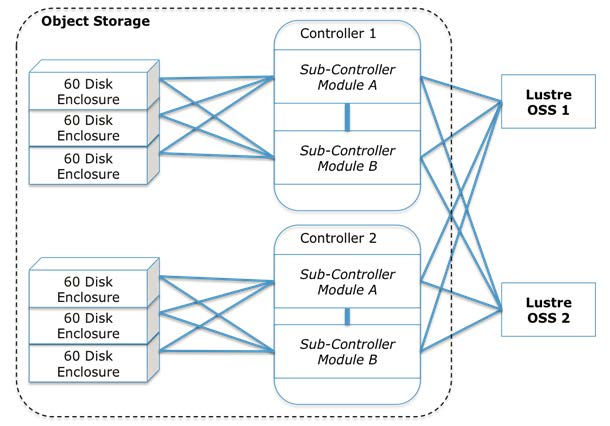 Object Storage
Controller 1
60 Disk
Enclosure
60 Disk
Enclosure
60 Disk
Enclosure
Sub-Controller
Module A
Sub-Controller
Module B
Lustre
OSS 1
Controller 2
60 Disk
Enclosure
60 Disk
Enclosure
60 Disk
Enclosure
Sub-Controller
Module A
Sub-Controller
Module B
Lustre
OSS 2